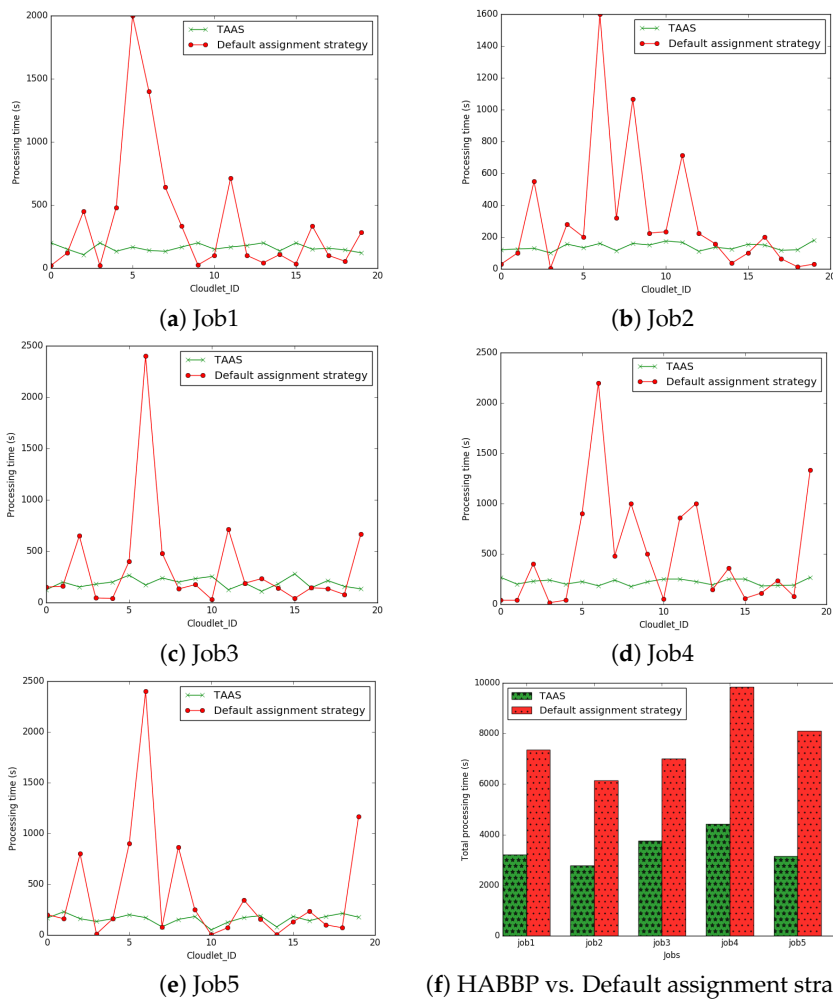 TAAS
Default assignment strategy
2000
1500
1000
500
0
Processing time (s)
0 5 10 15 20
Cloudlet_ID
(a) Job1
TAAS
Default assignment strategy
1600
1400
1200
1000
800
600
400
200
0
Processing time (s)
0 5 10 15 20
Cloudlet_ID
(b) Job2
TAAS
Default assignment strategy
2500
2000
1500
1000
500
0
Processing time (s)
0 5 10 15 20
Cloudlet_ID
(c) Job3
TAAS
Default assignment strategy
2500
2000
1500
1000
500
0
Processing time (s)
0 5 10 15 20
Cloudlet_ID
(d) Job4
TAAS
Default assignment strategy
2500
2000
1500
1000
500
0
Processing time (s)
0 5 10 15 20
Cloudlet_ID
(e) Job5
TAAS
Default assignment strategy
10000
8000
6000
4000
2000
0
Total processing time (s)
job1 job2 job3 job4 job5
Jobs
(f) HABBP vs. Default assignment stra